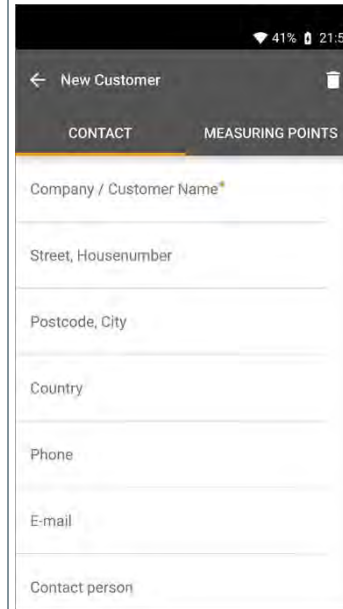 41% 21:5
New Customer
CONTACT MEASURING POINTS
Company / Customer Name*
Street, Housenumber
Postcode, City
Country
Phone
E-mail
Contact person